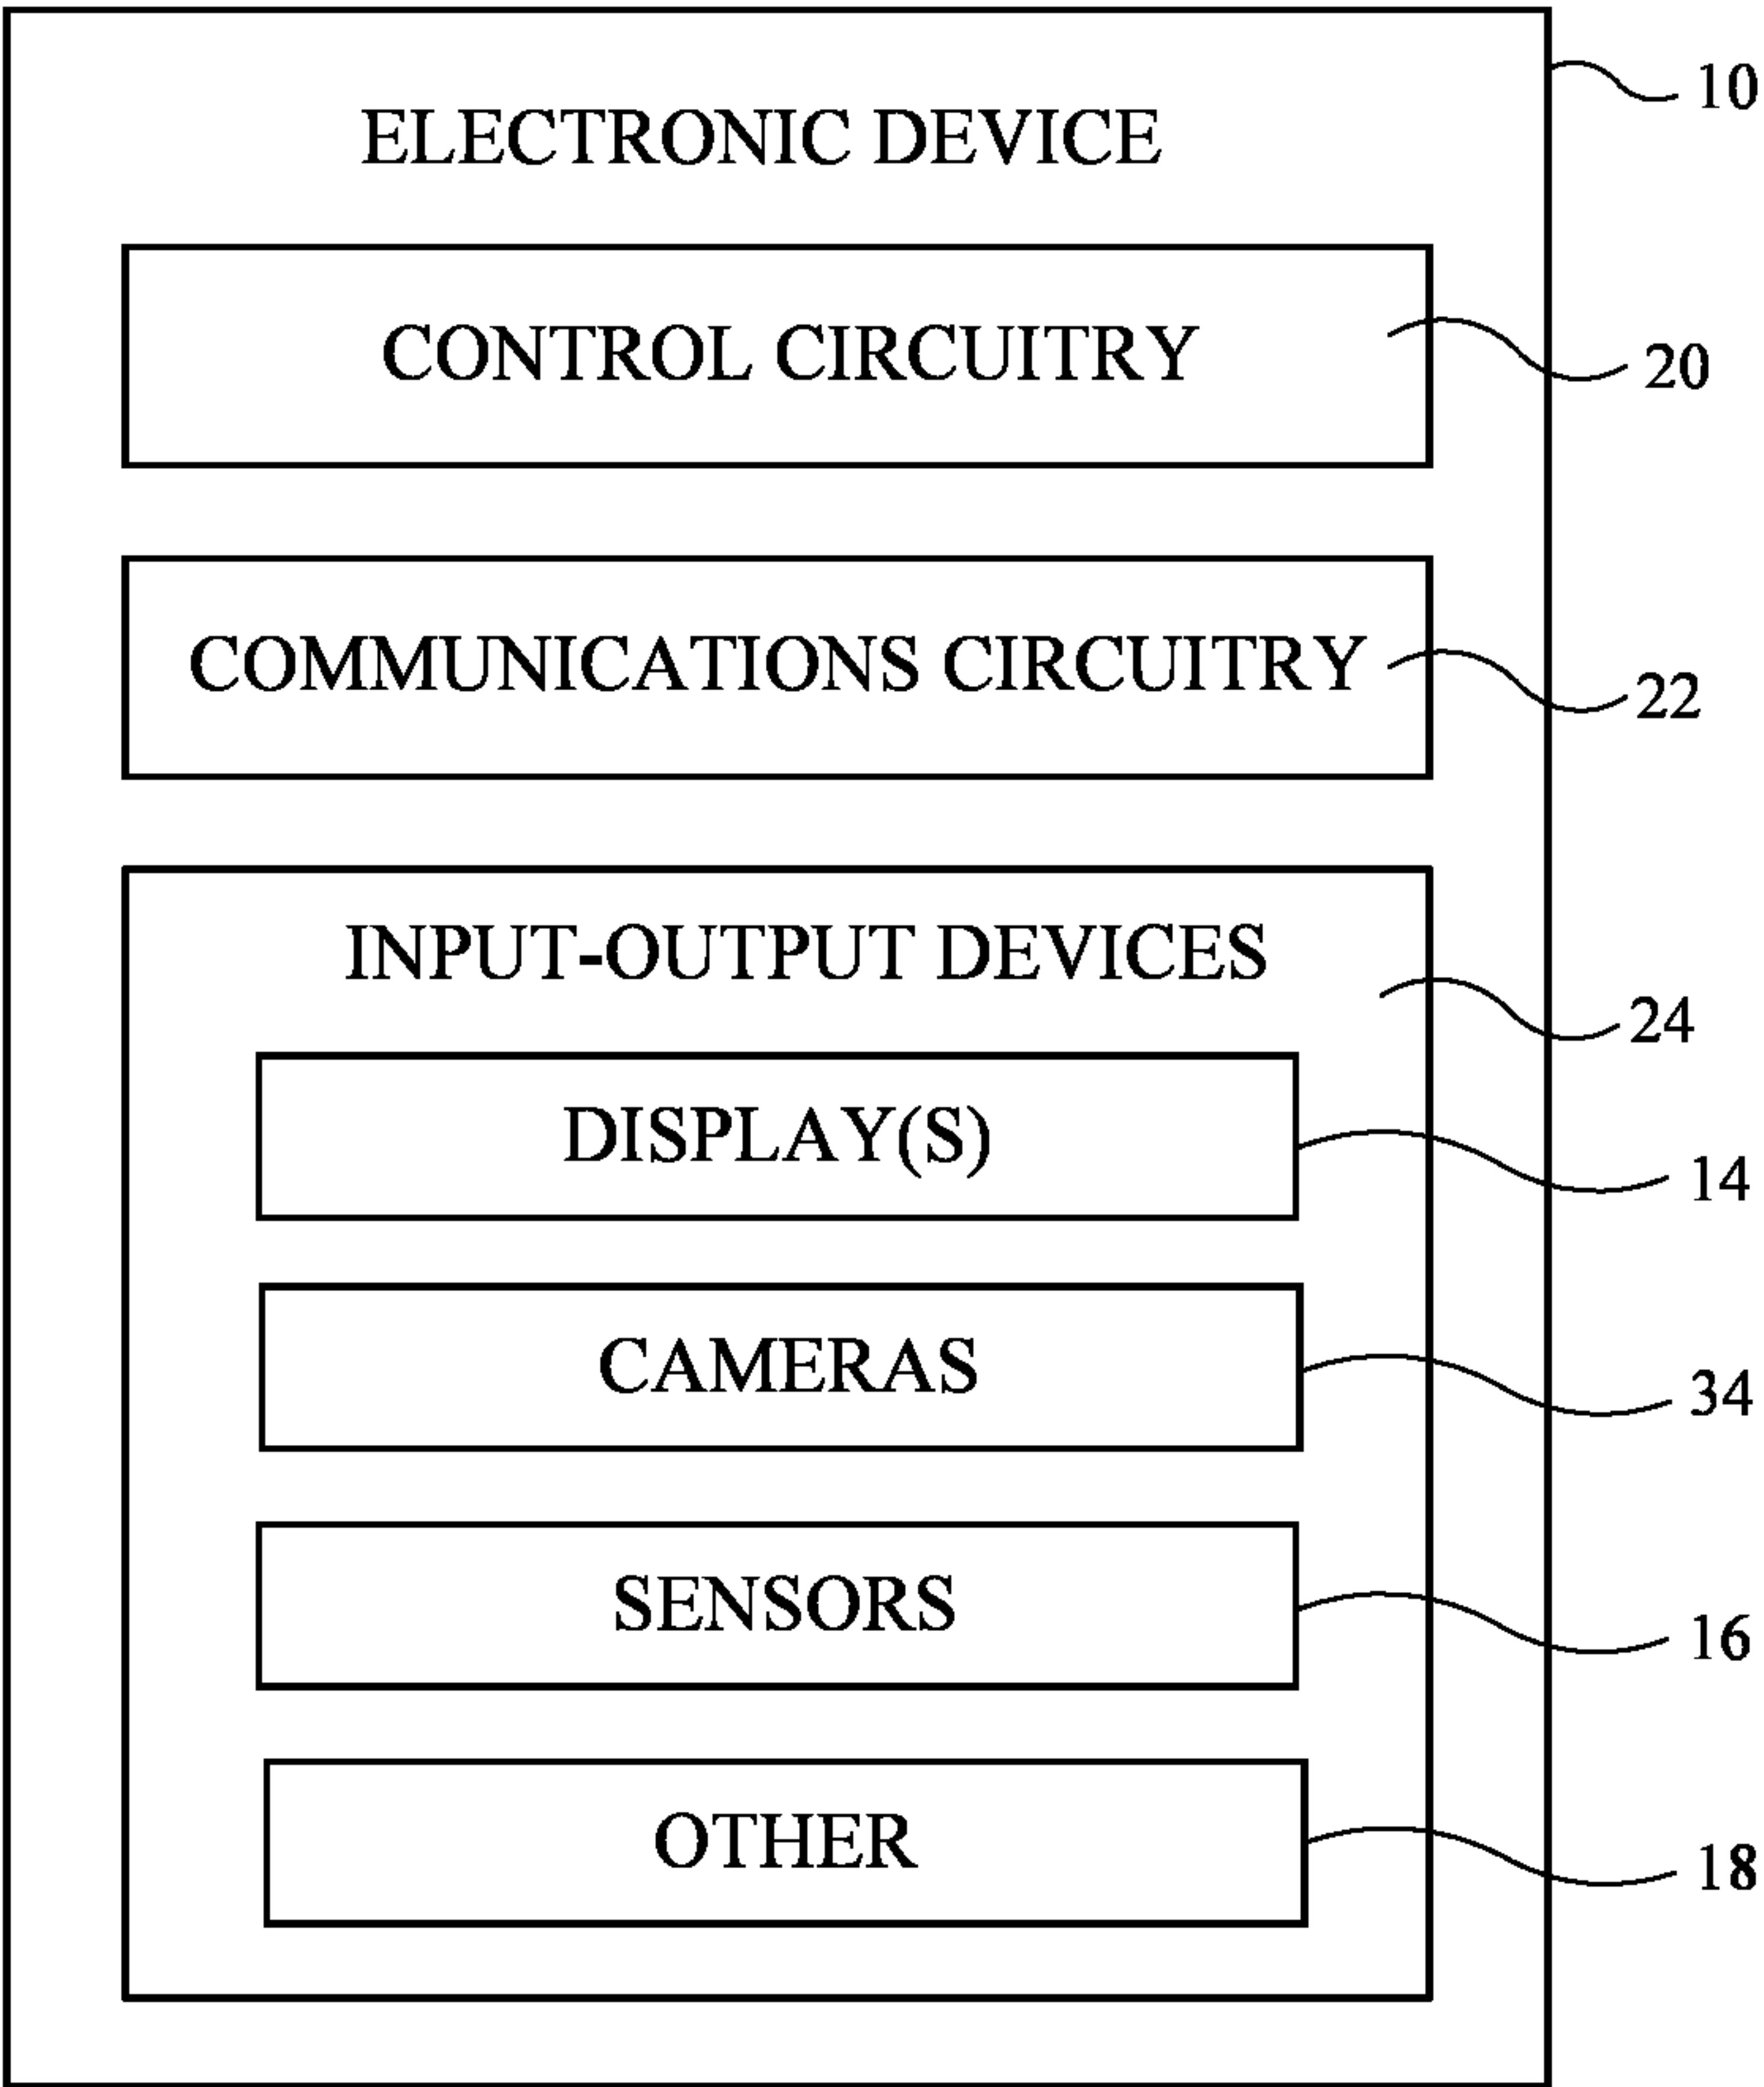 ELECTRONIC DEVICE
10
CONTROL CIRCUITRY
20
COMMUNICATIONS CIRCUITRY
22
INPUT-OUTPUT DEVICES
24
DISPLAY(S)
14
CAMERAS
34
SENSORS
16
OTHER
18